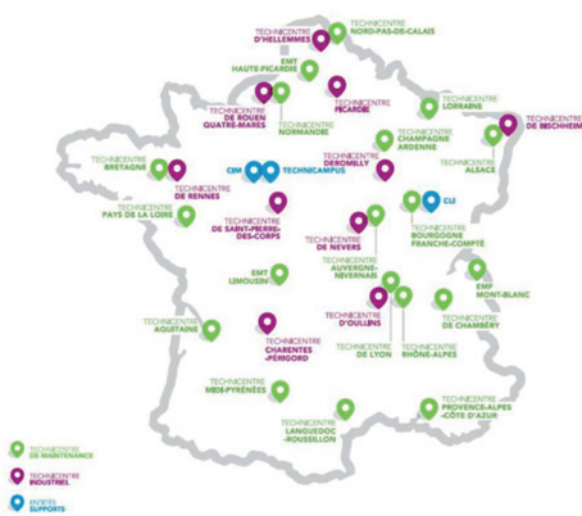 TECHNICENTRE
D'HELLEMMES
TECHNICENTRE
NORD-PAS-DE-CALAIS
EMT
HAUTE-PICARDIE
TECHNICENTRE
DE ROUEN
QUATRE-MARES
TECHNICENTRE
NORMANDIE
TECHNICENTRE
PICARDIE
TECHNICENTRE
LORRAINE
TECHNICENTRE
DE BISCHHEIM
TECHNICENTRE
CHAMPAGNE
ARDENNE
TECHNICENTRE
ALSACE
TECHNICENTRE
BRETAGNE
TECHNICENTRE
DE RENNES
CEM
TECHNICAMPUS
TECHNICENTRE
DEROMILLY
TECHNICENTRE
PAYS DE LA LOIRE
TECHNICENTRE
DE SAINT-PIERRE-
DES-CORPS
TECHNICENTRE
DE NEVERS
CLI
TECHNICENTRE
BOURGOGNE
FRANCHE-COMPTÉ
TECHNICENTRE
AUVERGNE-
NIVERNAIS
EMT
LIMOUSIN
EMF
MONT-BLANC
TECHNICENTRE
D'OULLINS
TECHNICENTRE
DE CHAMBÉRY
TECHNICENTRE
AQUITAINE
TECHNICENTRE
CHARENTES
-PÉRIGORD
TECHNICENTRE
DE LYON
TECHNICENTRE
RHÔNE-ALPES
TECHNICENTRE
MIDI-PYRÉNÉES
TECHNICENTRE
LANGUEDOC
-ROUSSILLON
TECHNICENTRE
PROVENCE-ALPES
-CÔTE D'AZUR
TECHNICENTRE
DE MAINTENANCE
TECHNICENTRE
INDUSTRIEL
ENTITÉS
SUPPORTS